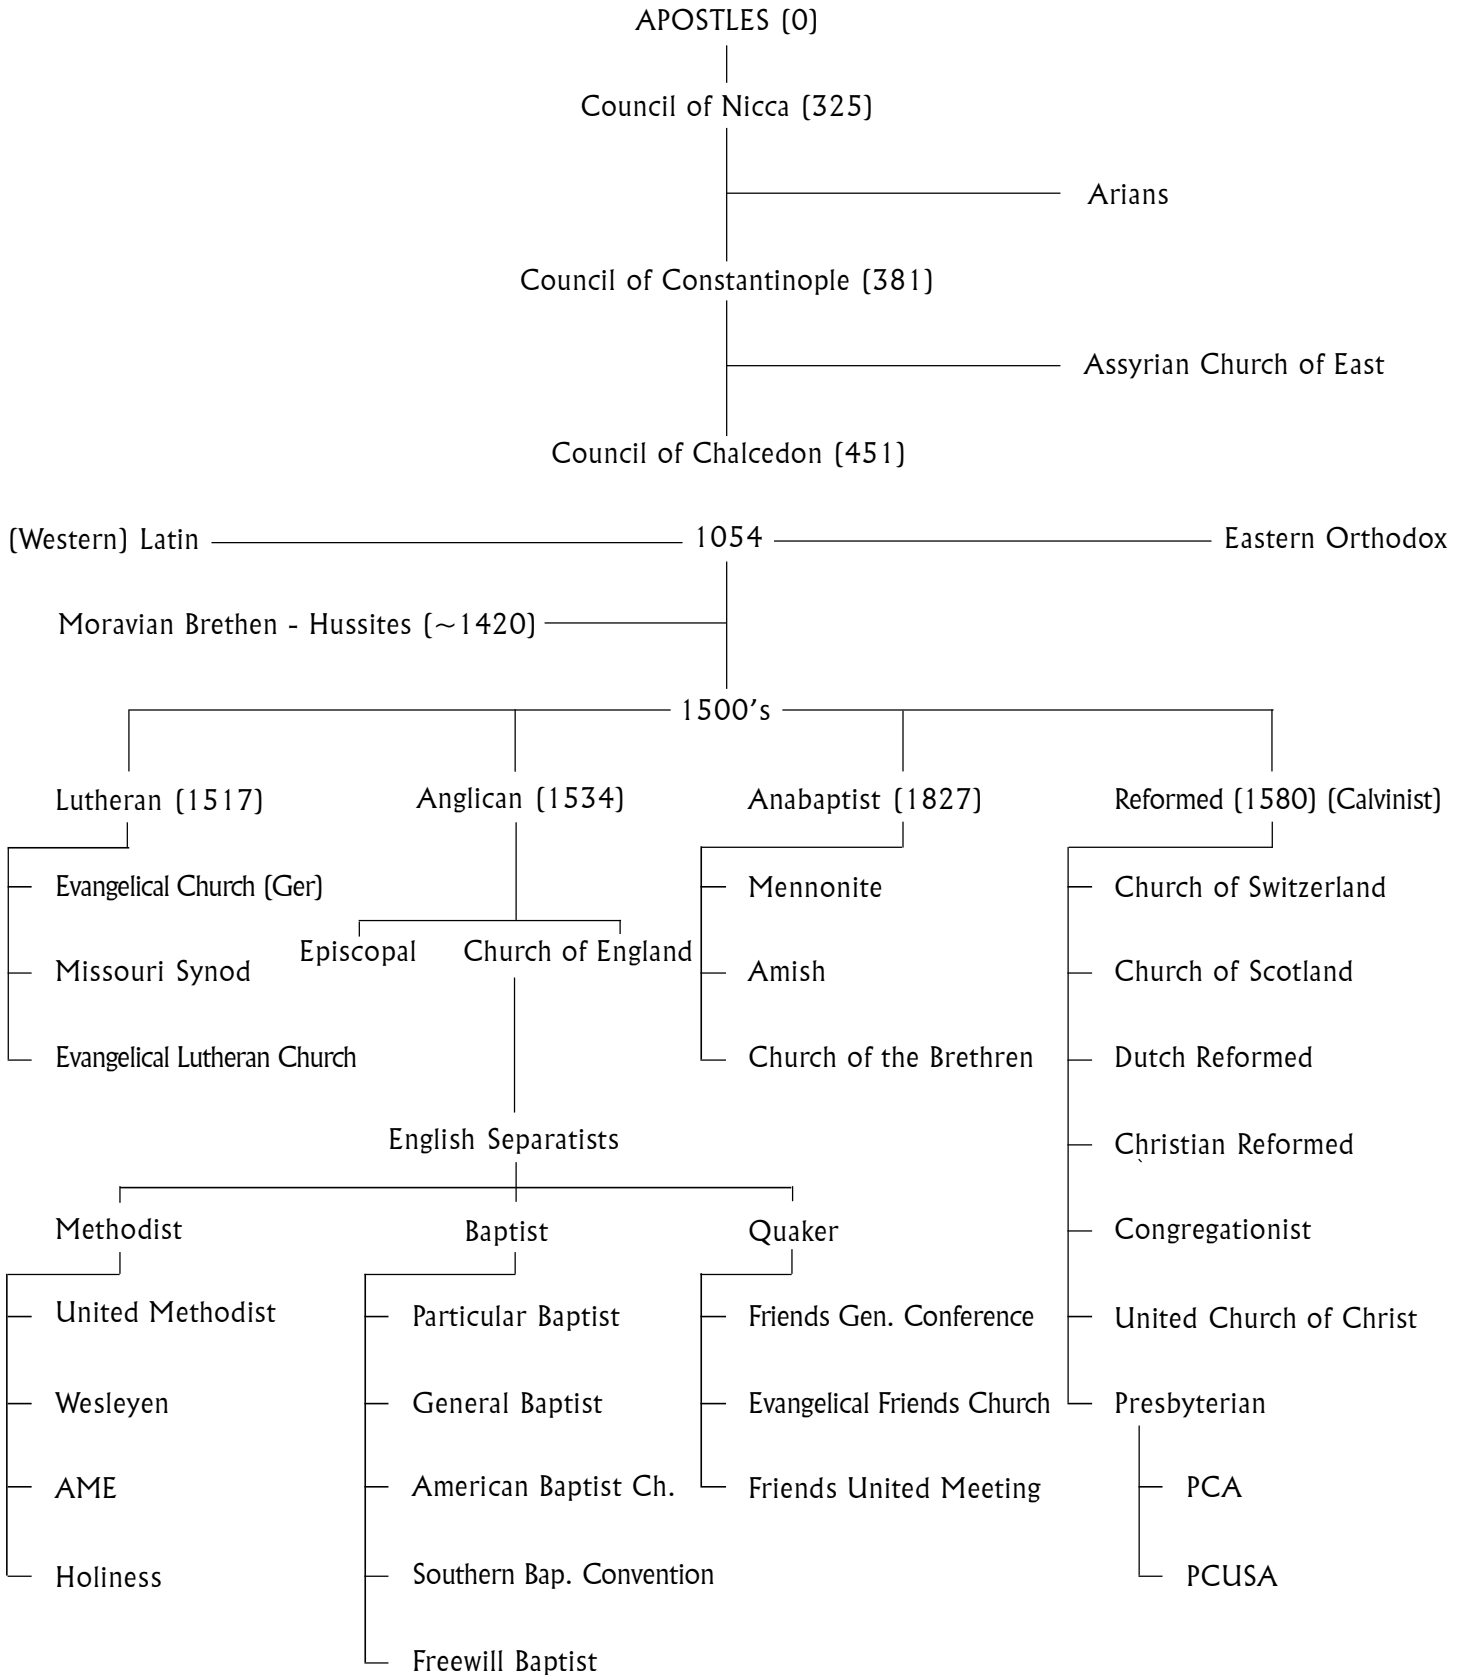 APOSTLES (0)
Council of Nicca (325)
Arians
Council of Constantinople (381)
Assyrian Church of East
Council of Chalcedon (451)
(Western) Latin
1054
Eastern Orthodox
Moravian Brethen - Hussites (~1420)
1500's
Lutheran (1517)
Anglican (1534)
Anabaptist (1827)
Reformed (1580) (Calvinist)
Evangelical Church (Ger)
Missouri Synod
Evangelical Lutheran Church
Episcopal
Church of England
Mennonite
Amish
Church of the Brethren
Church of Switzerland
Church of Scotland
Dutch Reformed
Christian Reformed
Congregationist
United Church of Christ
Presbyterian
PCA
PCUSA
English Separatists
Methodist
Baptist
Quaker
United Methodist
Wesleyen
AME
Holiness
Particular Baptist
General Baptist
American Baptist Ch.
Southern Bap. Convention
Freewill Baptist
Friends Gen. Conference
Evangelical Friends Church
Friends United Meeting